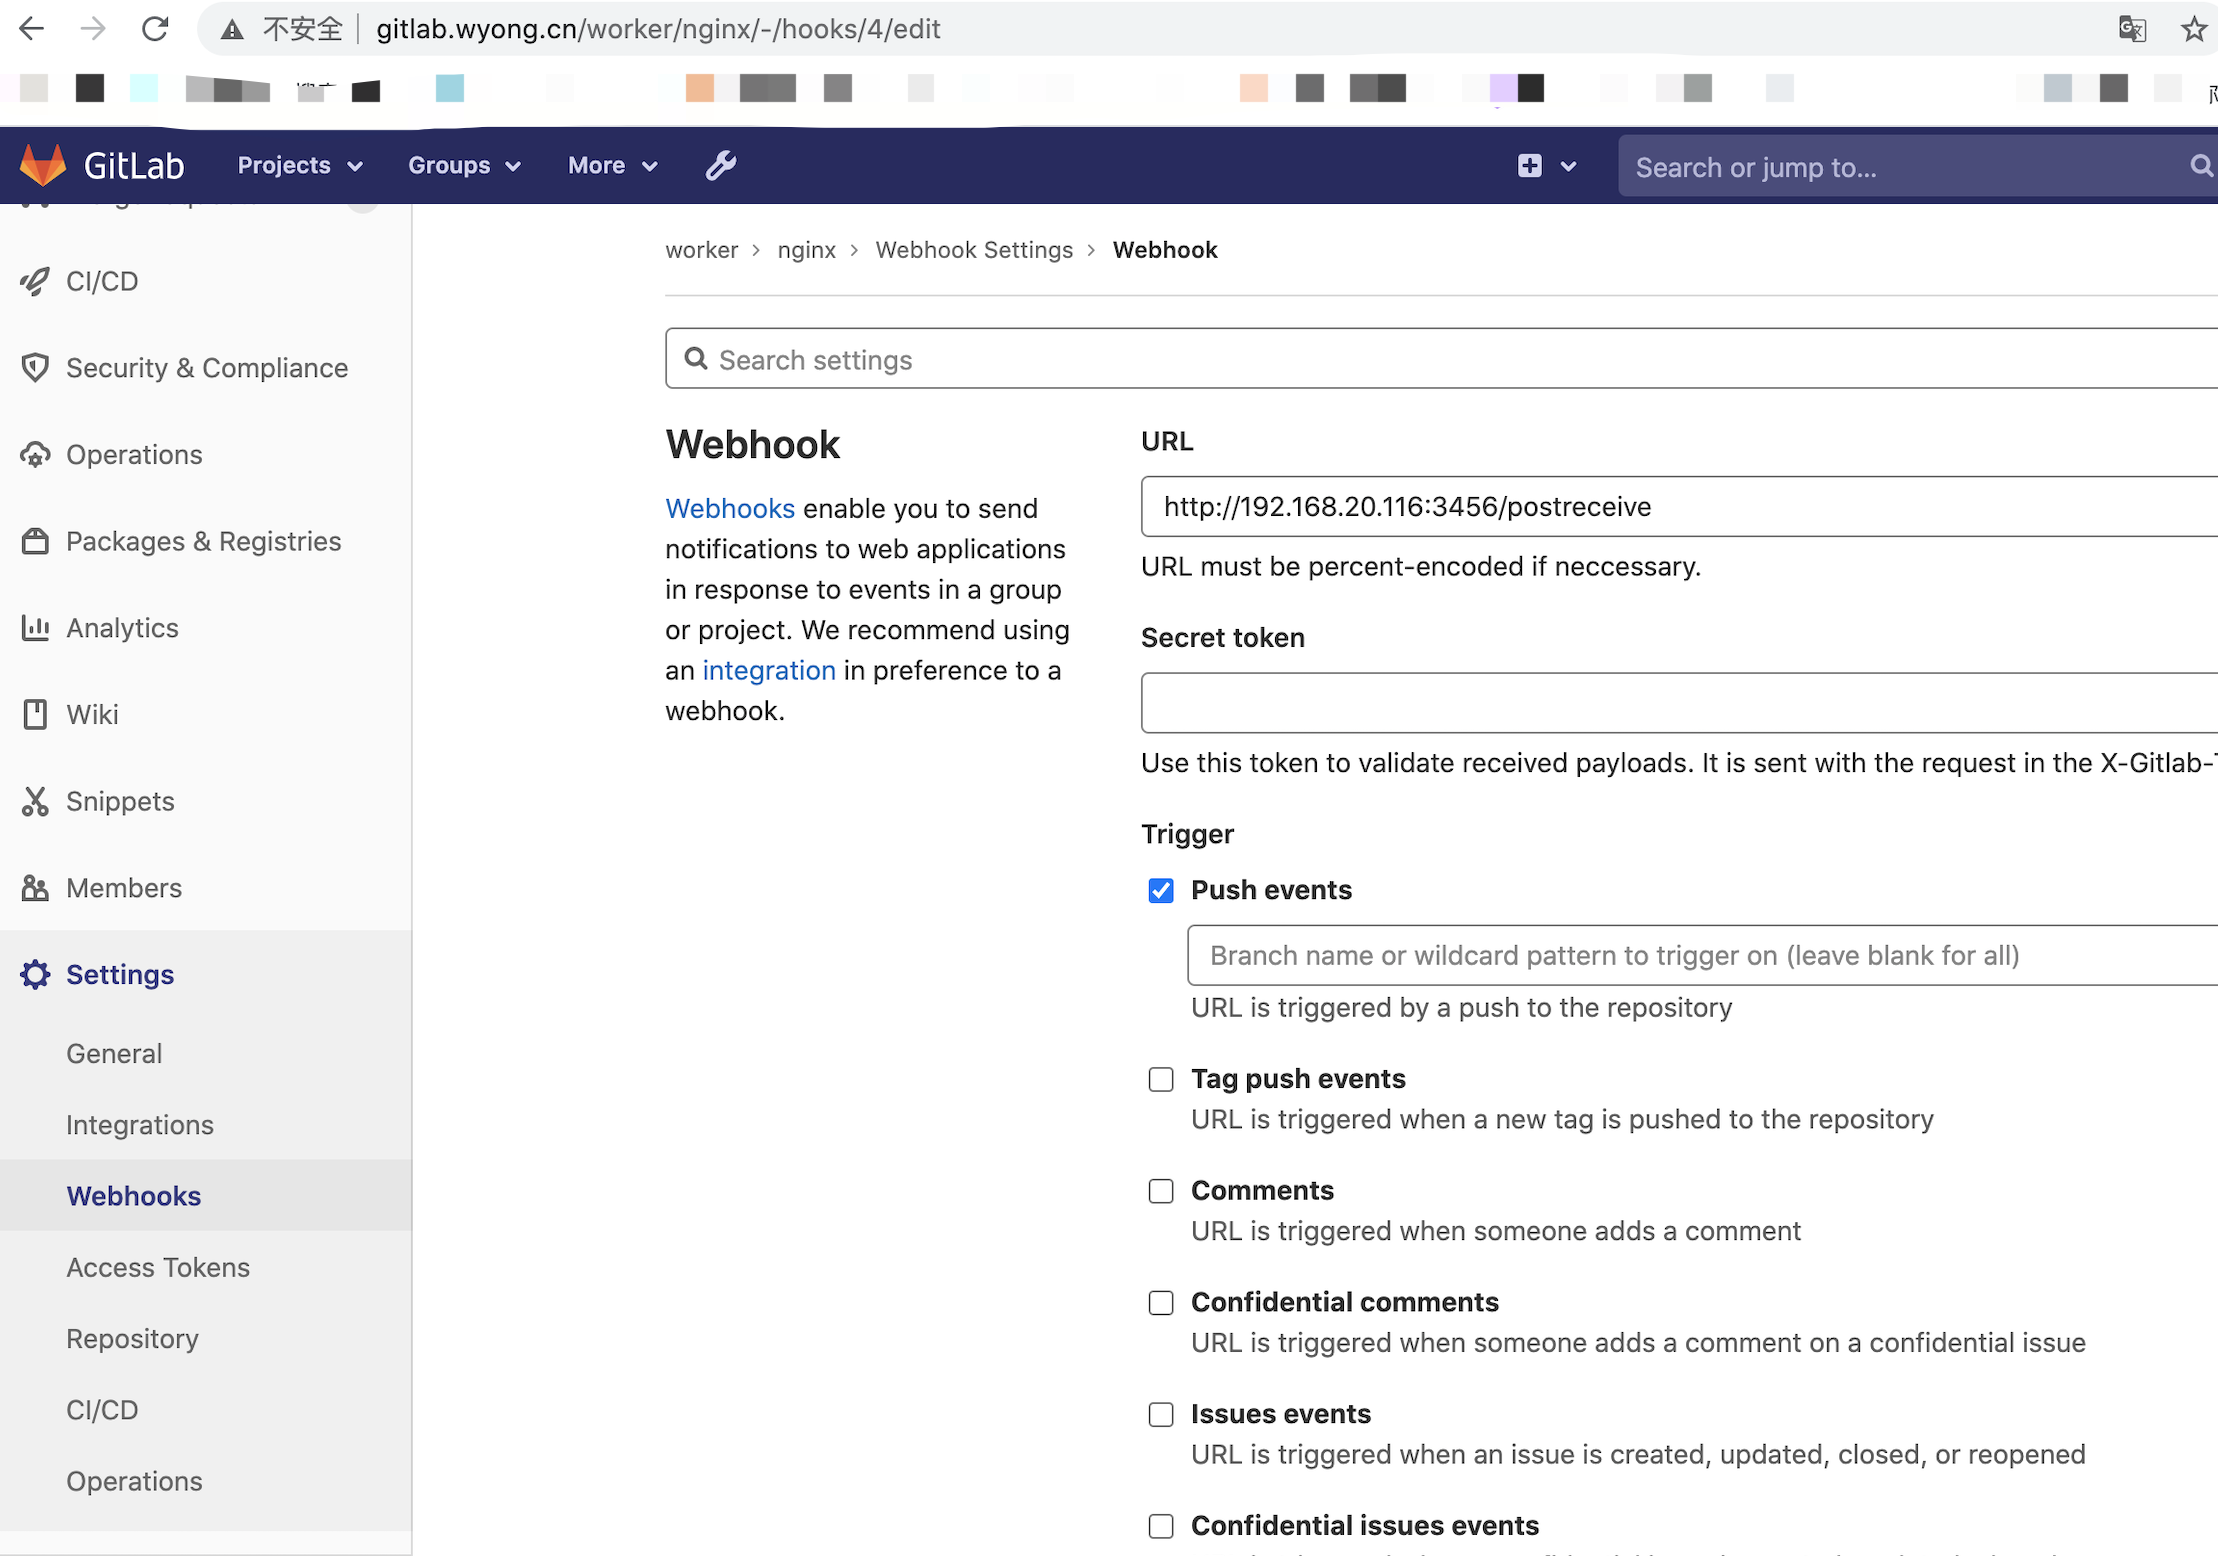 不安全 gitlab.wyong.cn/worker/nginx/-/hooks/4/edit
GitLab Projects Groups More Search or jump to...
CI/CD
Security & Compliance
Operations
Packages & Registries
Analytics
Wiki
Snippets
Members
Settings
General
Integrations
Webhooks
Access Tokens
Repository
CI/CD
Operations
worker > nginx > Webhook Settings > Webhook
Search settings
Webhook
Webhooks enable you to send
notifications to web applications
in response to events in a group
or project. We recommend using
an integration in preference to a
webhook.
URL
http://192.168.20.116:3456/postreceive
URL must be percent-encoded if neccessary.
Secret token
Use this token to validate received payloads. It is sent with the request in the X-Gitlab-
Trigger
Push events
Branch name or wildcard pattern to trigger on (leave blank for all)
URL is triggered by a push to the repository
Tag push events
URL is triggered when a new tag is pushed to the repository
Comments
URL is triggered when someone adds a comment
Confidential comments
URL is triggered when someone adds a comment on a confidential issue
Issues events
URL is triggered when an issue is created, updated, closed, or reopened
Confidential issues events